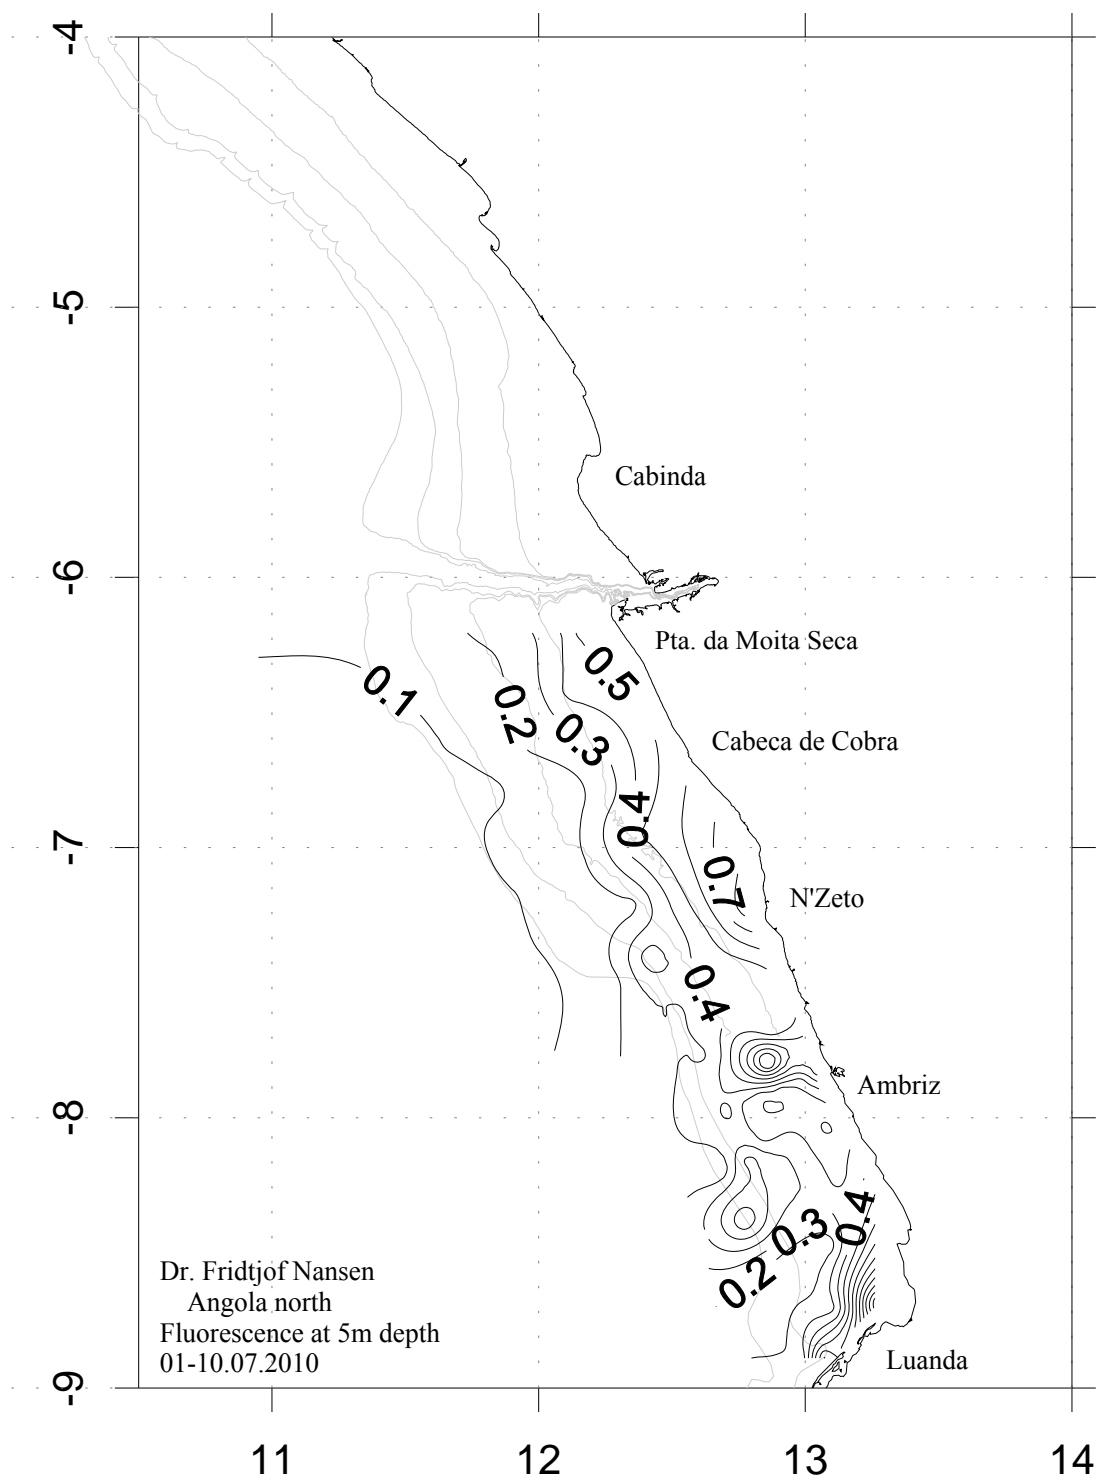 -4
-5
Cabinda
-6
Pta. da Moita Seca
0.5
0.1
0.2
0.3
Cabeca de Cobra
0.4
-7
0.7
N'Zeto
0.4
Ambriz
-8
0.4
0.3
0.2
Dr. Fridtjof Nansen
Angola north
Fluorescence at 5m depth
01-10.07.2010
Luanda
-9
11
12
13
14